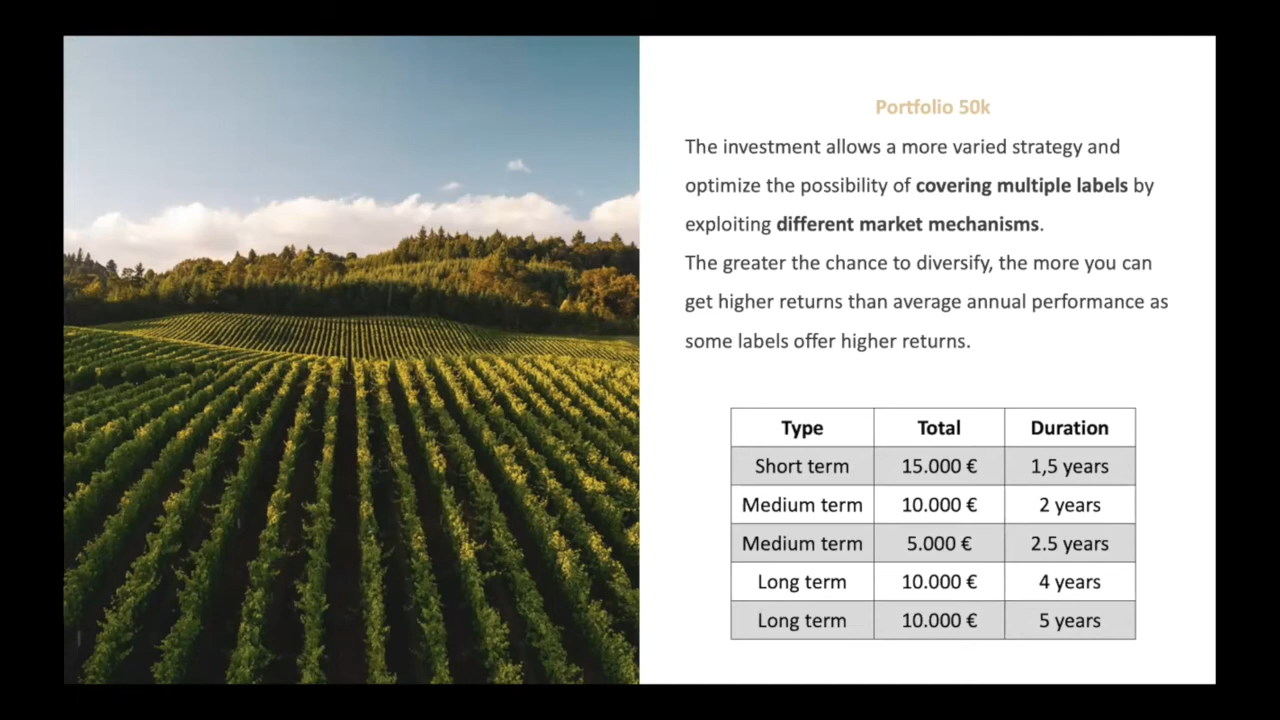 Portfolio 50k
The investment allows a more varied strategy and
optimize the possibility of covering multiple labels by
exploiting different market mechanisms.
The greater the chance to diversify, the more you can
get higher returns than average annual performance as
some labels offer higher returns.
Type Total Duration
Short term 15.000 € 1,5 years
Medium term 10.000 € 2 years
Medium term 5.000 € 2.5 years
Long term 10.000 € 4 years
Long term 10.000 € 5 years